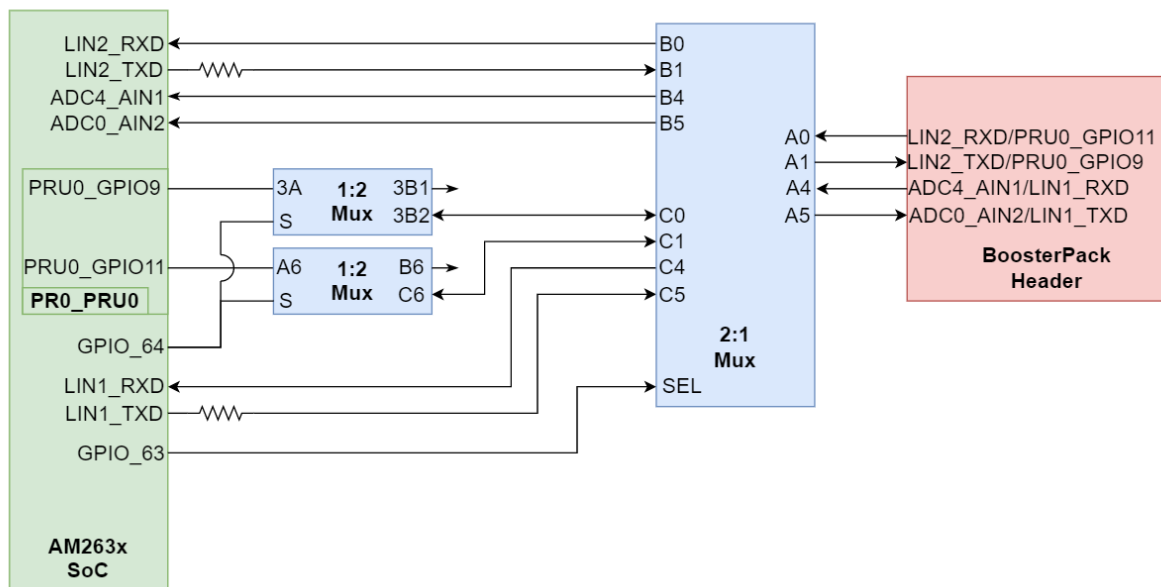 LIN2_RXD
LIN2_TXD
ADC4_AIN1
ADC0_AIN2
PRU0_GPIO9
PRU0_GPIO11
PR0_PRU0
GPIO_64
LIN1_RXD
LIN1_TXD
GPIO_63
AM263x
SoC
3A
1:2
Mux
3B1
3B2
S
A6
1:2
Mux
B6
C6
S
B0
B1
B4
B5
C0
C1
C4
C5
SEL
2:1
Mux
A0
A1
A4
A5
LIN2_RXD/PRU0_GPIO11
LIN2_TXD/PRU0_GPIO9
ADC4_AIN1/LIN1_RXD
ADC0_AIN2/LIN1_TXD
BoosterPack
Header